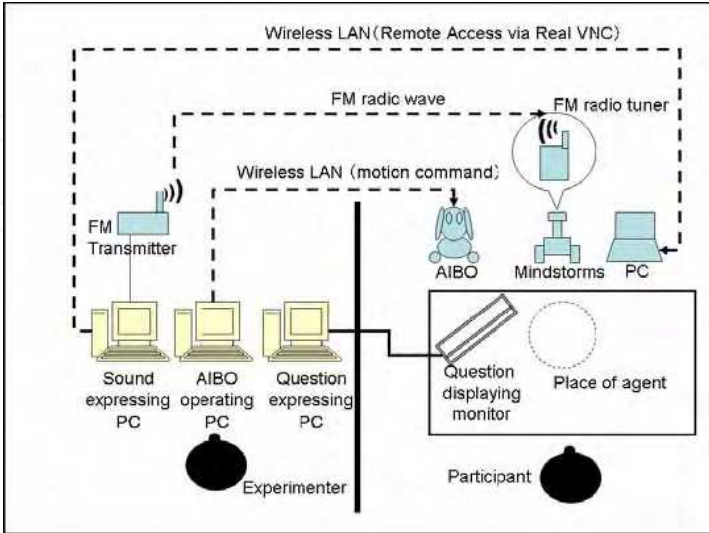 Wireless LAN(Remote Access via Real VNC)
FM radic wave
FM radio tuner
Wireless LAN (motion command)
FM
Transmitter
AIBO
Mindstorms
PC
Sound
expressing
PC
AIBO
operating
PC
Question
expressing
PC
Question
displaying
monitor
Place of agent
Experimenter
Participant